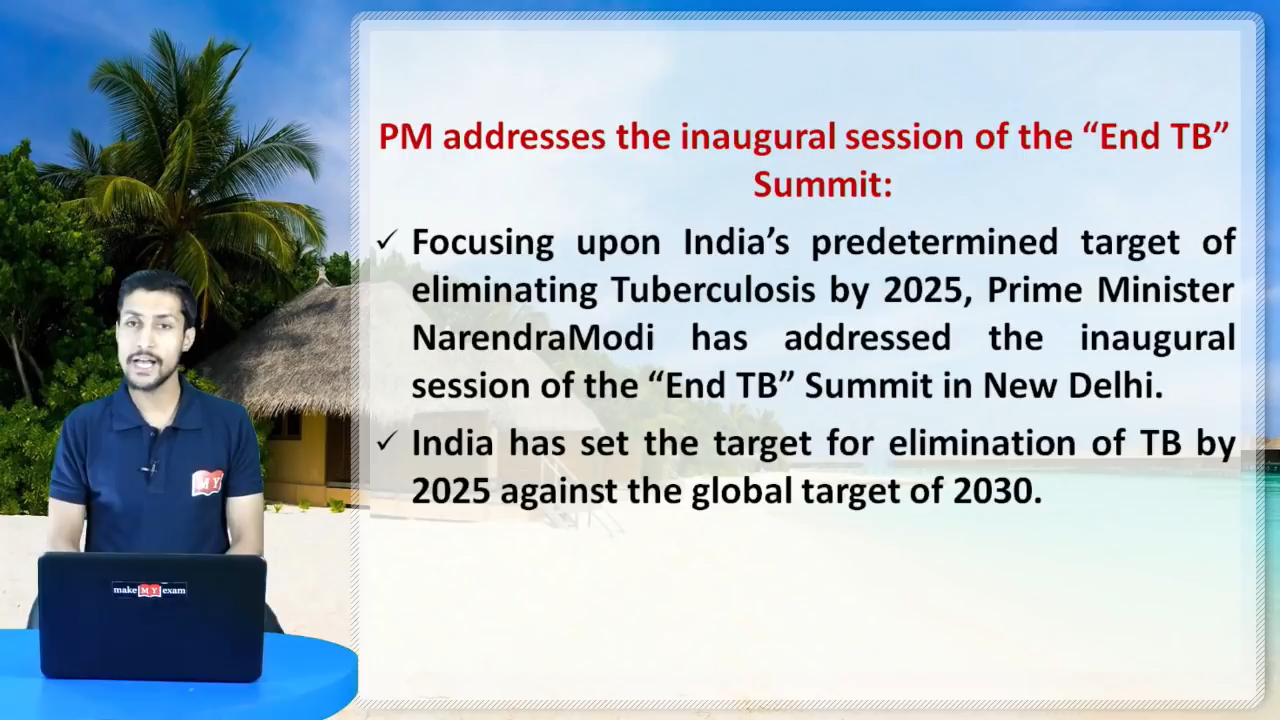 PM addresses the inaugural session of the “End TB”
Summit:
✓ Focusing upon India’s predetermined target of
eliminating Tuberculosis by 2025, Prime Minister
NarendraModi has addressed the inaugural
session of the “End TB” Summit in New Delhi.
✓ India has set the target for elimination of TB by
2025 against the global target of 2030.
MY
make MY exam